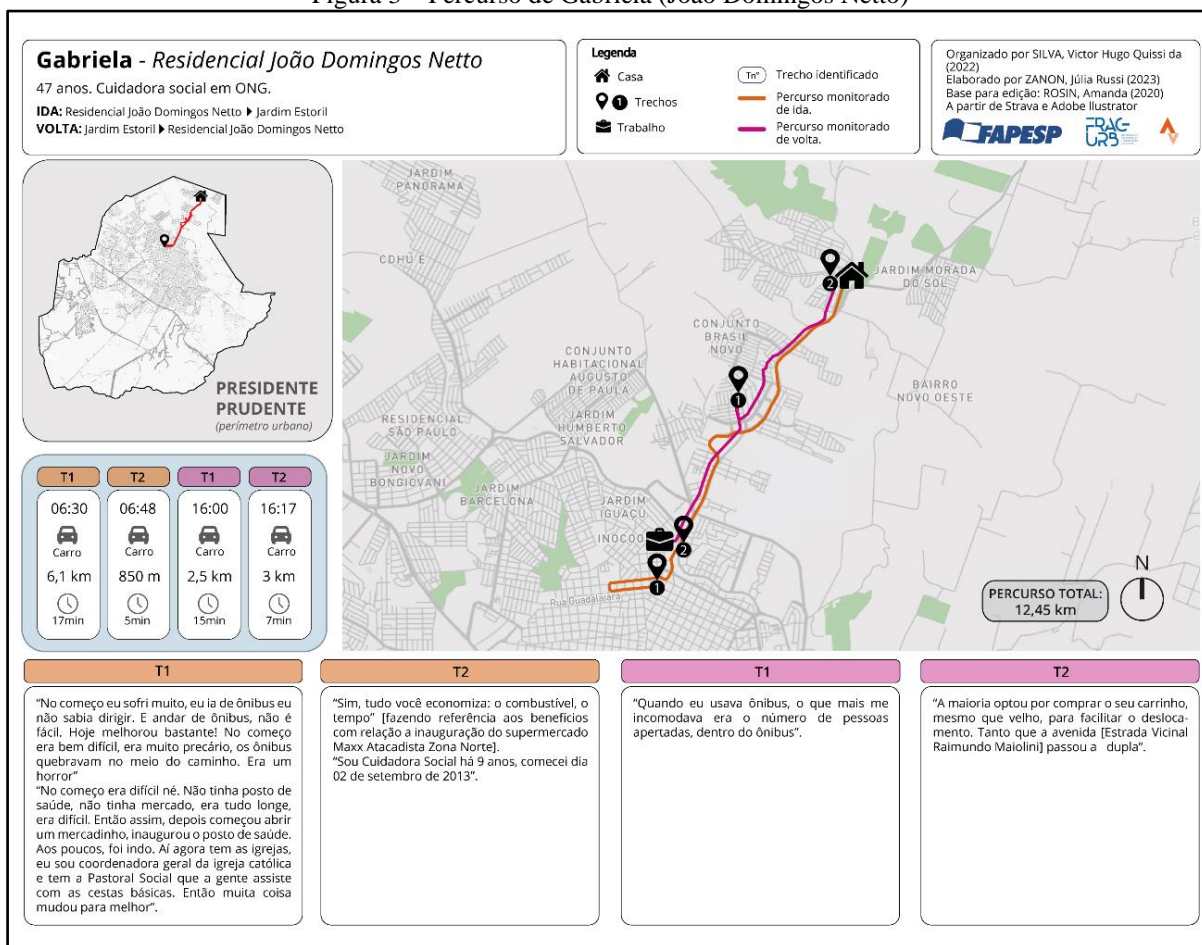 Figura 3 – Percurso de Gabriela (João Domingos Netto)
Gabriela - Residencial João Domingos Netto
47 anos. Cuidadora social em ONG.
IDA: Residencial João Domingos Netto Jardim Estoril
VOLTA: Jardim Estoril Residencial João Domingos Netto
Legenda
Casa
1 Trechos
Trabalho
Tnº Trecho identificado
Percurso monitorado
de ida.
Percurso monitorado
de volta.
Organizado por SILVA, Victor Hugo Quissi da
(2022)
Elaborado por ZANON, Júlia Russi (2023)
Base para edição: ROSIN, Amanda (2020)
A partir de Strava e Adobe Ilustrator
FAPESP
FRAG-
URB
PRESIDENTE
PRUDENTE
(perímetro urbano)
JARDIM
PANORAMA
CDHU E
JARDIM MORADA
DO SOL
CONJUNTO
BRASIL
NOVO
CONJUNTO
HABITACIONAL
AUGUSTO
DE PAULA
BAIRRO
NOVO OESTE
RESIDENCIAL
SÃO PAULO
JARDIM
HUMBERTO
SALVADOR
JARDIM
NOVO
BONGIOVANI
JARDIM
BARCELONA
JARDIM
IGUAÇU
INOCOO
Rua Guadalajara
2
1
2
1
N
PERCURSO TOTAL:
12,45 km
T1 T2 T1 T2
06:30 06:48 16:00 16:17
Carro Carro Carro Carro
6,1 km 850 m 2,5 km 3 km
17min 5min 15min 7min
T1
“No começo eu sofri muito, eu ia de ônibus eu
não sabia dirigir. E andar de ônibus, não é
fácil. Hoje melhorou bastante! No começo
era bem difícil, era muito precário, os ônibus
quebravam no meio do caminho. Era um
horror”
“No começo era difícil né. Não tinha posto de
saúde, não tinha mercado, era tudo longe,
era difícil. Então assim, depois começou abrir
um mercadinho, inaugurou o posto de saúde.
Aos poucos, foi indo. Aí agora tem as igrejas,
eu sou coordenadora geral da igreja católica
e tem a Pastoral Social que a gente assiste
com as cestas básicas. Então muita coisa
mudou para melhor”.
T2
“Sim, tudo você economiza: o combustível, o
tempo” [fazendo referência aos benefícios
com relação a inauguração do supermercado
Maxx Atacadista Zona Norte].
“Sou Cuidadora Social há 9 anos, comecei dia
02 de setembro de 2013”.
T1
“Quando eu usava ônibus, o que mais me
incomodava era o número de pessoas
apertadas, dentro do ônibus”.
T2
“A maioria optou por comprar o seu carrinho,
mesmo que velho, para facilitar o desloca-
mento. Tanto que a avenida [Estrada Vicinal
Raimundo Maiolini] passou a dupla”.